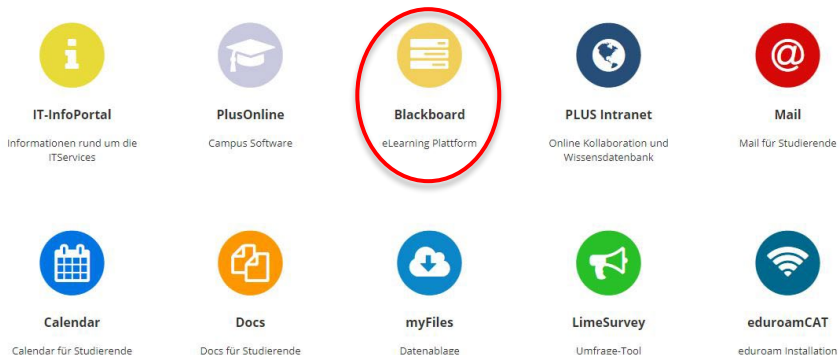 IT-InfoPortal
Informationen rund um die
ITServices
PlusOnline
Campus Software
Blackboard
eLearning Plattform
PLUS Intranet
Online Kollaboration und
Wissensdatenbank
@
Mail
Mail für Studierende
Calendar
Calendar für Studierende
Docs
Docs für Studierende
myFiles
Datenablage
LimeSurvey
Umfrage-Tool
eduroamCAT
eduroam Installation